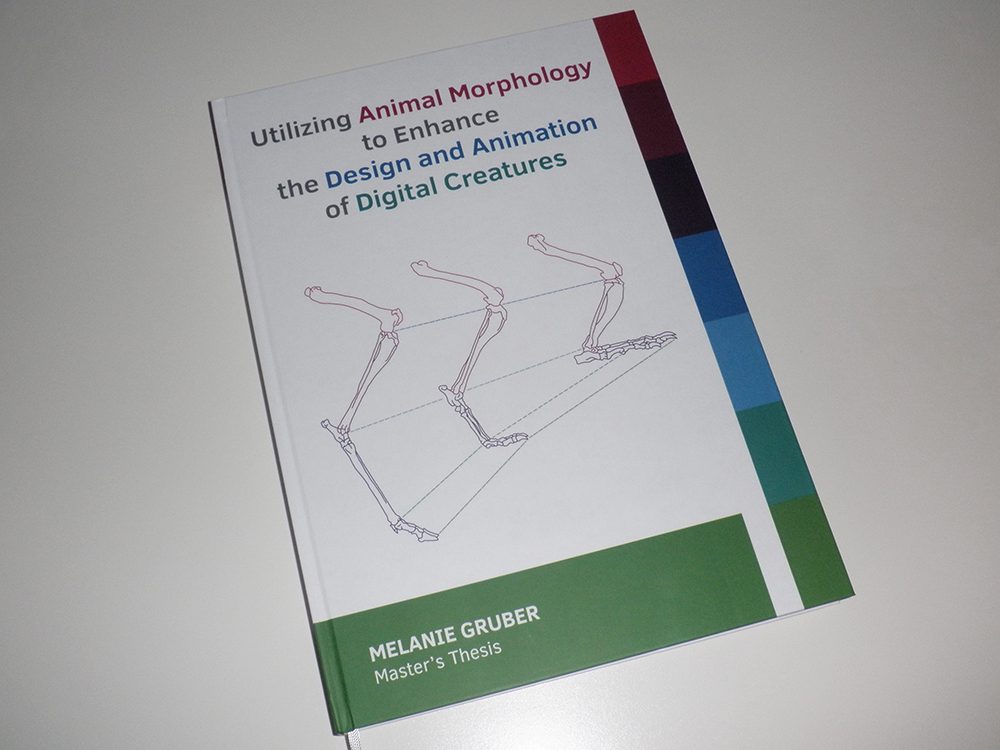 Utilizing Animal Morphology
to Enhance
the Design and Animation
of Digital Creatures
MELANIE GRUBER
Master's Thesis